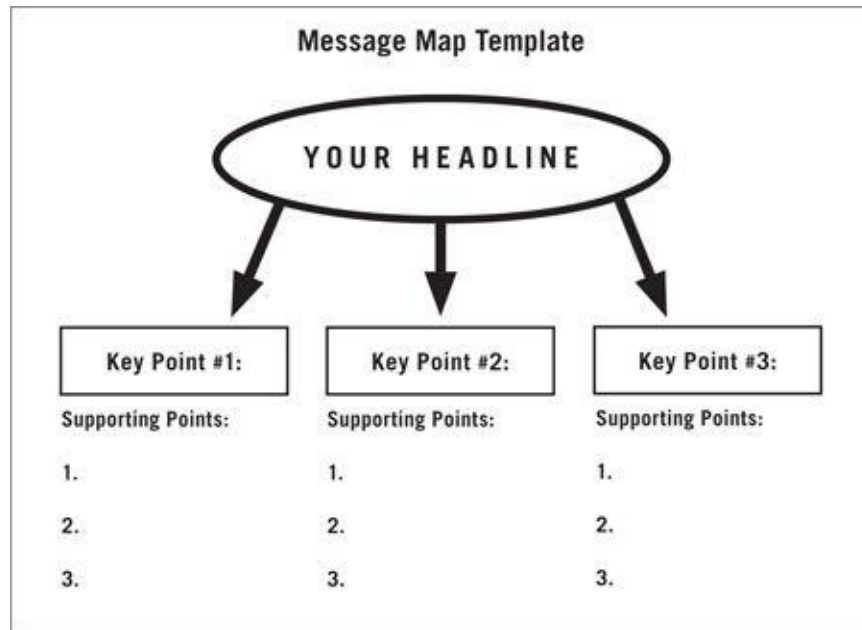 Message Map Template
YOUR HEADLINE
Key Point #1:
Supporting Points:
1.
2.
3.
Key Point #2:
Supporting Points:
1.
2.
3.
Key Point #3:
Supporting Points:
1.
2.
3.